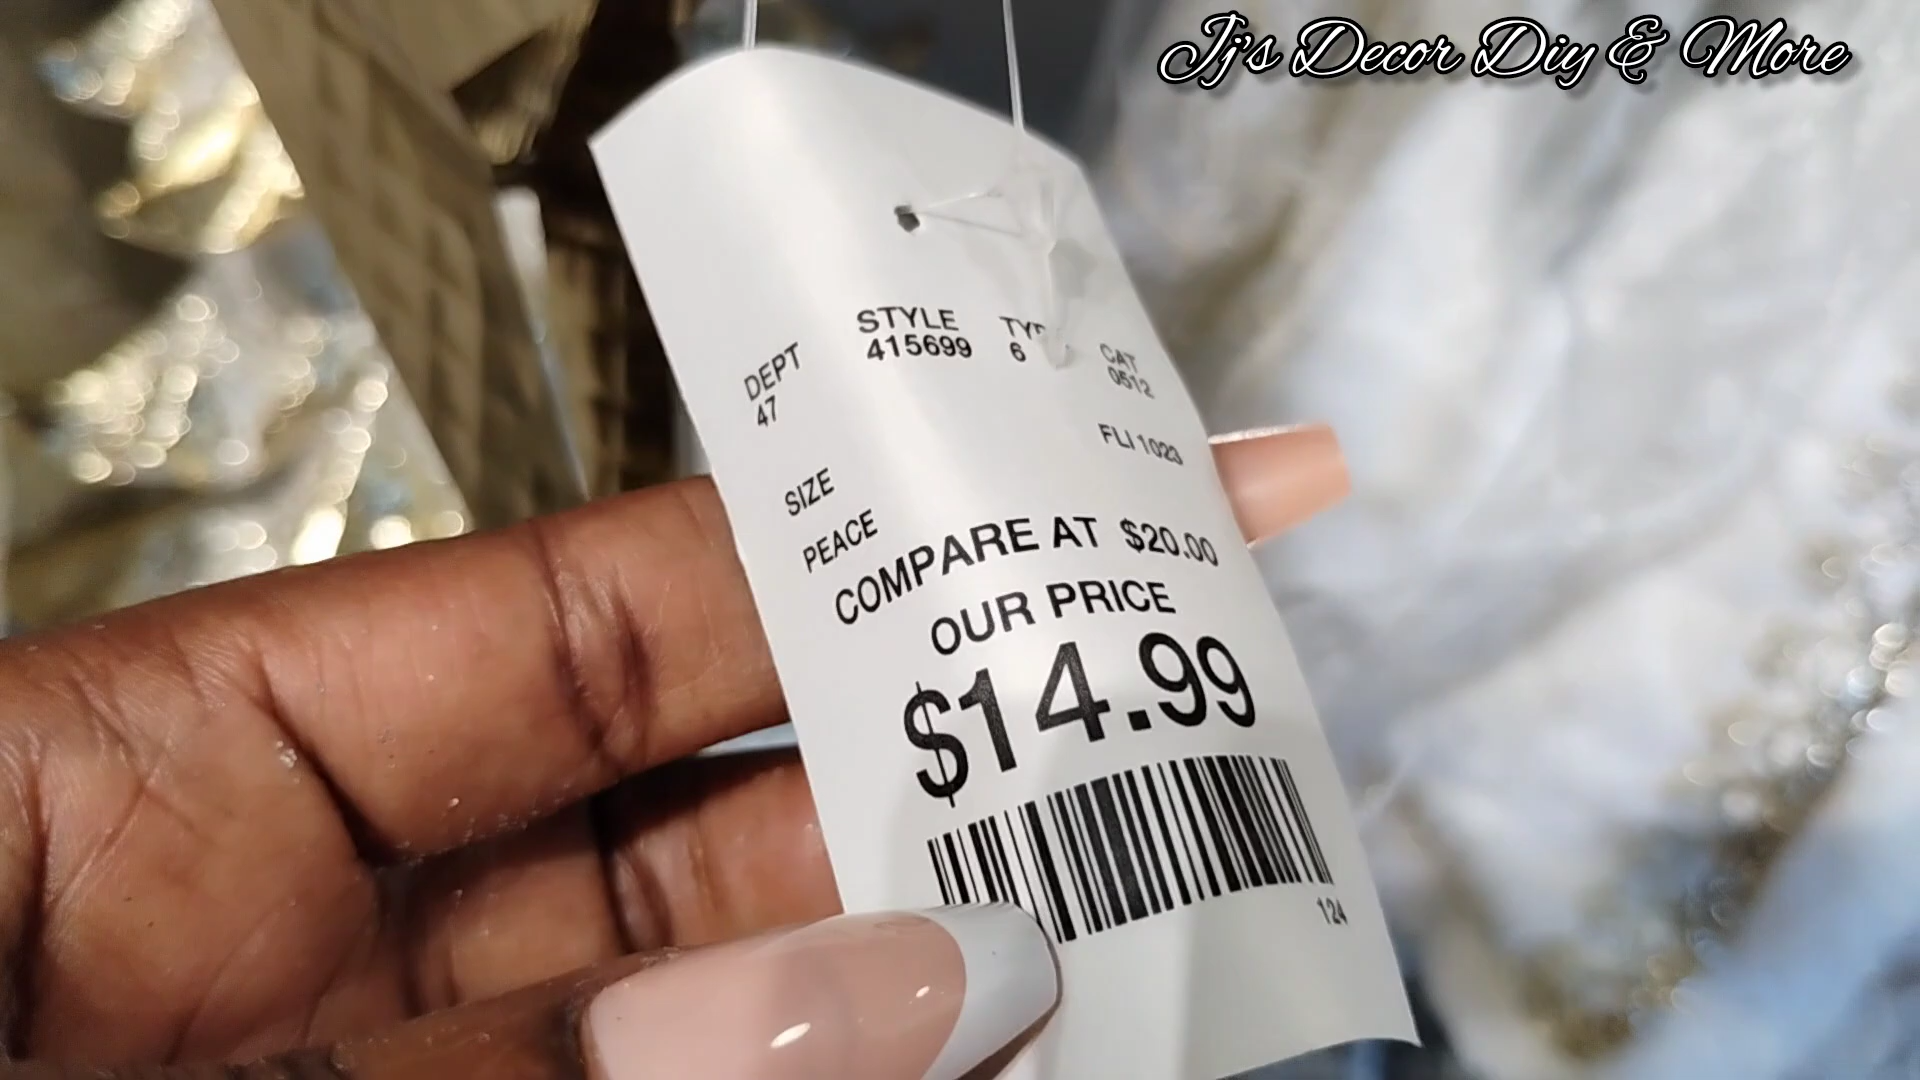 Jj's Decor Diy & More
DEPT STYLE CAT
47 415699 6 0512
FLI 1023
SIZE
PEACE
COMPARE AT $20.00
OUR PRICE
$14.99
124